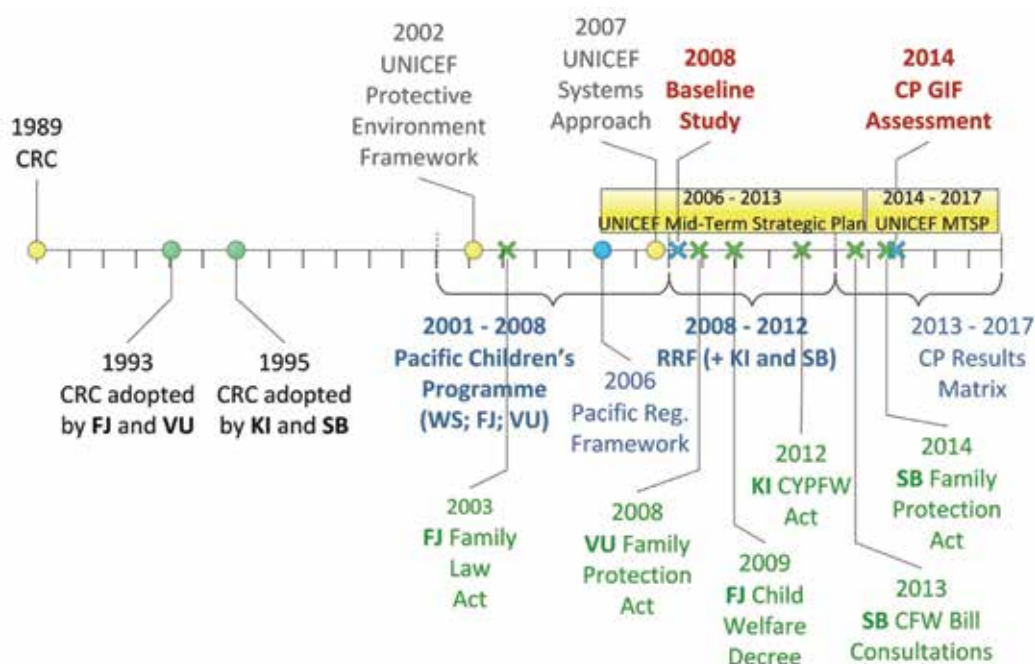 1989
CRC
2002
UNICEF
Protective
Environment
Framework
2007
UNICEF
Systems
Approach
2008
Baseline
Study
2014
CP GIF
Assessment
2006 - 2013
UNICEF Mid-Term Strategic Plan
2014 - 2017
UNICEF MTSP
1993
CRC adopted
by FJ and VU
1995
CRC adopted
by KI and SB
2001 - 2008
Pacific Children's
Programme
(WS; FJ; VU)
2006
Pacific Reg.
Framework
2008 - 2012
RRF (+ KI and SB)
2013 - 2017
CP Results
Matrix
2003
FJ Family
Law
Act
2008
VU Family
Protection
Act
2009
FJ Child
Welfare
Decree
2012
KI CYPFW
Act
2013
SB CFW Bill
Consultations
2014
SB Family
Protection
Act